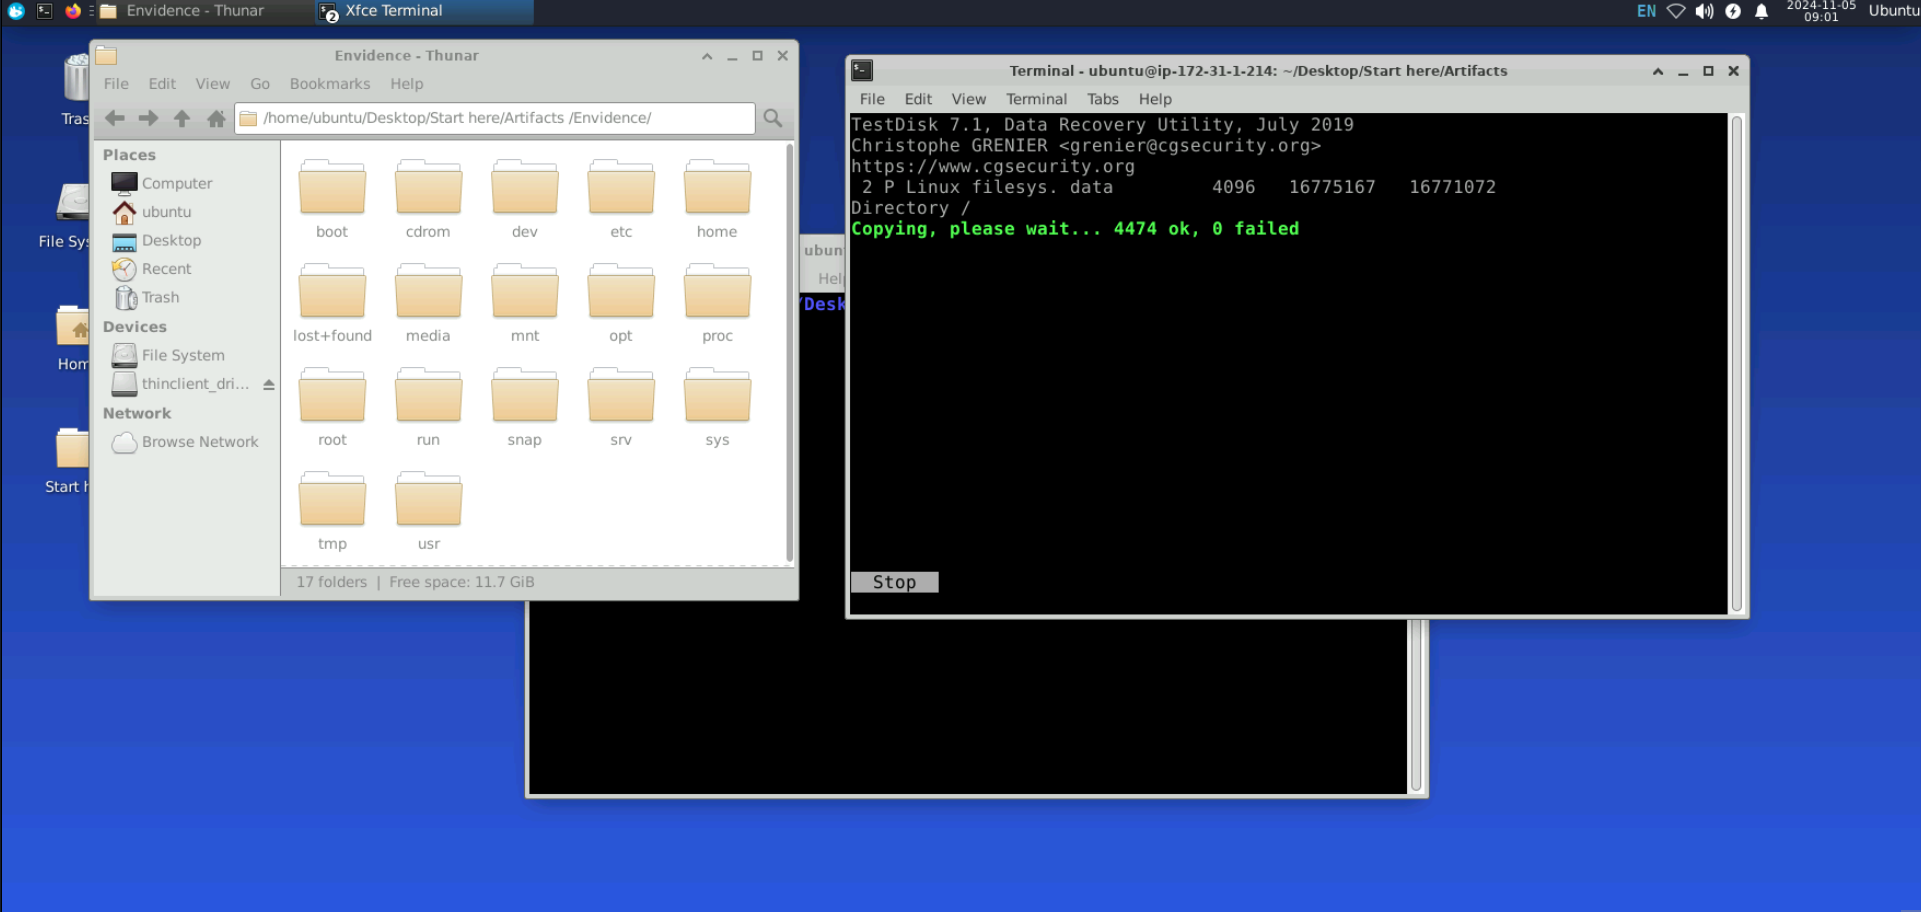 Envidence - Thunar
2
Xfce Terminal
EN
2024-11-05
09:01
Ubuntu
Tras
File Sys
Hom
Start h
Envidence - Thunar
File Edit View Go Bookmarks Help
/home/ubuntu/Desktop/Start here/Artifacts /Envidence/
Places
Computer
ubuntu
Desktop
Recent
Trash
Devices
File System
thinclient_dri...
Network
Browse Network
boot cdrom dev etc home
lost+found media mnt opt proc
root run snap srv sys
tmp usr
17 folders | Free space: 11.7 GiB
ubun
Help
/Desk
Terminal - ubuntu@ip-172-31-1-214: ~/Desktop/Start here/Artifacts
File Edit View Terminal Tabs Help
TestDisk 7.1, Data Recovery Utility, July 2019
Christophe GRENIER <grenier@cgsecurity.org>
https://www.cgsecurity.org
2 P Linux filesys. data 4096 16775167 16771072
Directory /
Copying, please wait... 4474 ok, 0 failed
Stop